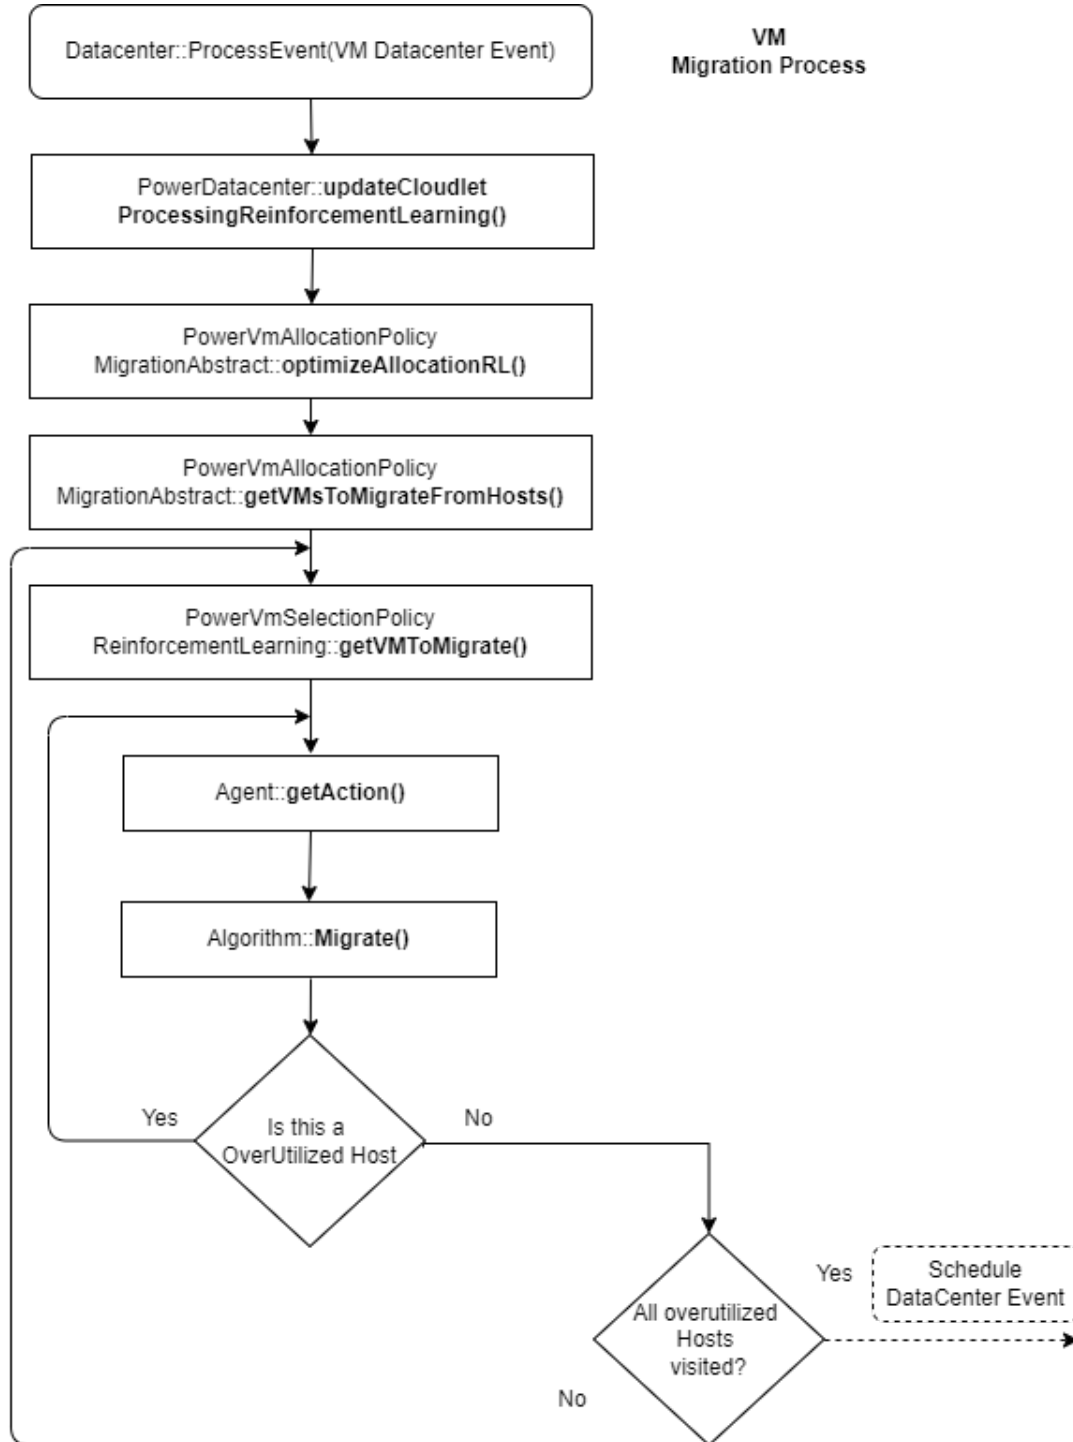 Datacenter::ProcessEvent(VM Datacenter Event)
VM
Migration Process
PowerDatacenter::updateCloudlet
ProcessingReinforcementLearning()
PowerVmAllocationPolicy
MigrationAbstract::optimizeAllocationRL()
PowerVmAllocationPolicy
MigrationAbstract::getVMsToMigrateFromHosts()
PowerVmSelectionPolicy
ReinforcementLearning::getVMToMigrate()
Agent::getAction()
Algorithm::Migrate()
Yes
Is this a
OverUtilized Host
No
Yes
Schedule
DataCenter Event
All overutilized
Hosts
visited?
No